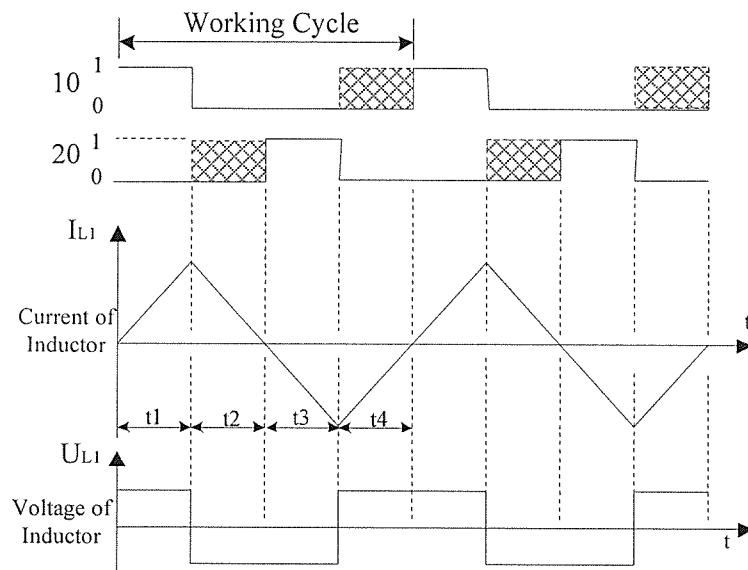 Working Cycle
10 1
0
20 1
0
IL1
Current of
Inductor
t
t1 t2 t3 t4
UL1
Voltage of
Inductor
t